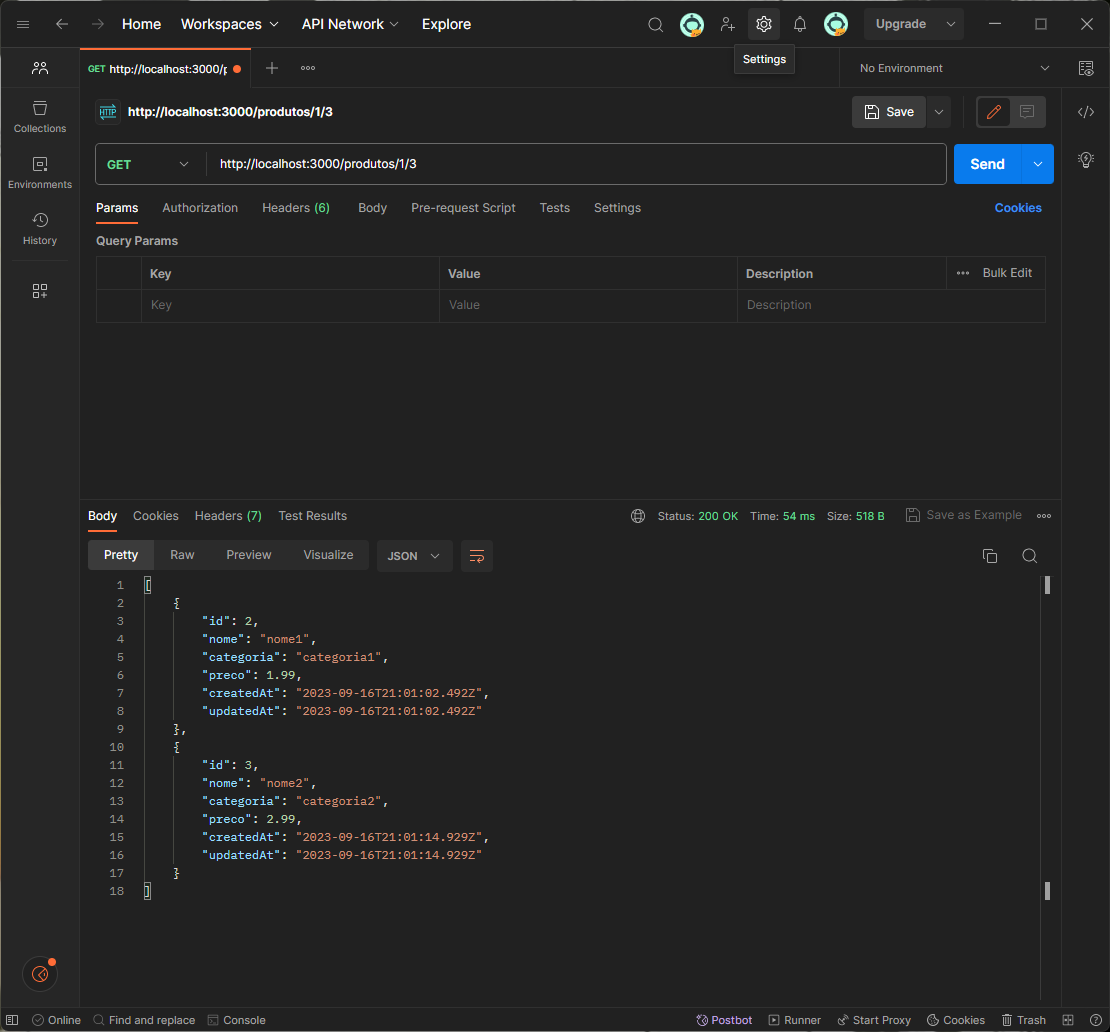 Home Workspaces API Network Explore Upgrade
Settings
GET http://localhost:3000/p No Environment
HTTP http://localhost:3000/produtos/1/3 Save
Collections
Environments
History
GET http://localhost:3000/produtos/1/3 Send
Params Authorization Headers (6) Body Pre-request Script Tests Settings Cookies
Query Params
Key Value Description Bulk Edit
Key Value Description
Body Cookies Headers (7) Test Results Status: 200 OK Time: 54 ms Size: 518 B Save as Example
Pretty Raw Preview Visualize JSON
1 [
2 {
3 "id": 2,
4 "nome": "nome1",
5 "categoria": "categoria1",
6 "preco": 1.99,
7 "createdAt": "2023-09-16T21:01:02.492Z",
8 "updatedAt": "2023-09-16T21:01:02.492Z"
9 },
10 {
11 "id": 3,
12 "nome": "nome2",
13 "categoria": "categoria2",
14 "preco": 2.99,
15 "createdAt": "2023-09-16T21:01:14.929Z",
16 "updatedAt": "2023-09-16T21:01:14.929Z"
17 }
18 ]
Online Find and replace Console Postbot Runner Start Proxy Cookies Trash